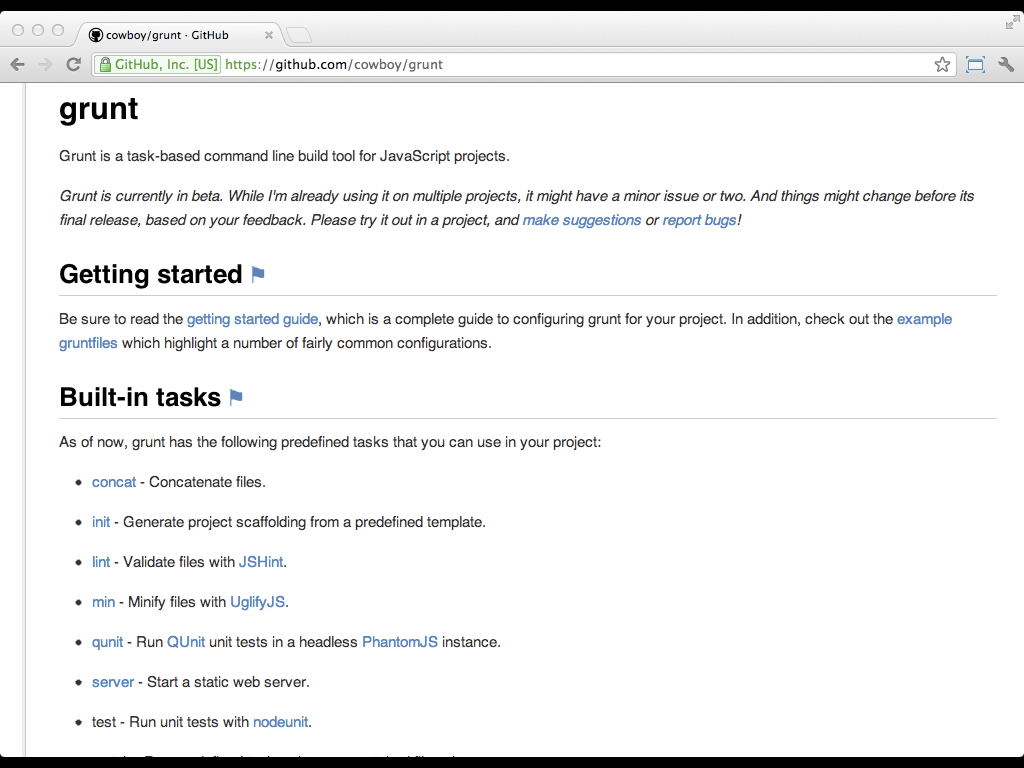 cowboy/grunt · GitHub
GitHub, Inc. [US] https://github.com/cowboy/grunt
grunt
Grunt is a task-based command line build tool for JavaScript projects.
Grunt is currently in beta. While I'm already using it on multiple projects, it might have a minor issue or two. And things might change before its
final release, based on your feedback. Please try it out in a project, and make suggestions or report bugs!
Getting started
Be sure to read the getting started guide, which is a complete guide to configuring grunt for your project. In addition, check out the example
gruntfiles which highlight a number of fairly common configurations.
Built-in tasks
As of now, grunt has the following predefined tasks that you can use in your project:
• concat - Concatenate files.
• init - Generate project scaffolding from a predefined template.
• lint - Validate files with JSHint.
• min - Minify files with UglifyJS.
• qunit - Run QUnit unit tests in a headless PhantomJS instance.
• server - Start a static web server.
• test - Run unit tests with nodeunit.